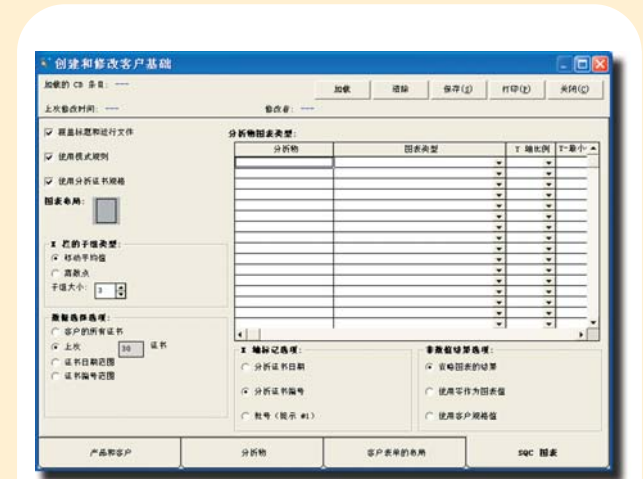 创建和修改客户基础
加载的 CD 条目: ---
加载 清除 保存(S) 打印(P) 关闭(C)
上次修改时间: --- 修改者: ---
覆盖标题和运行文件
使用模式规则
使用分析证书规格
图表布局:
X 栏的子组类型:
移动平均值
离散点
子组大小: 3
数据选择选项:
客户的所有证书
上次 30 证书
证书日期范围
证书编号范围
分析物图表类型:
分析物 图表类型 Y 轴比例 Y-最小
X 轴标记选项:
分析证书日期
分析证书编号
批号 (提示 #1)
非数值结果选项:
省略图表的结果
使用零作为图表值
使用客户规格值
产品和客户 分析物 客户表单的布局 SQC 图表